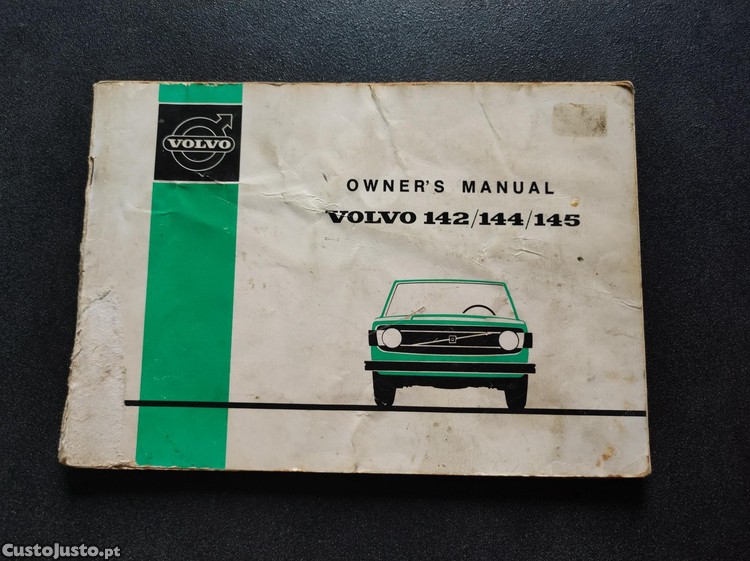 VOLVO
OWNER'S MANUAL
VOLVO 142/144/145
CustoJusto.pt